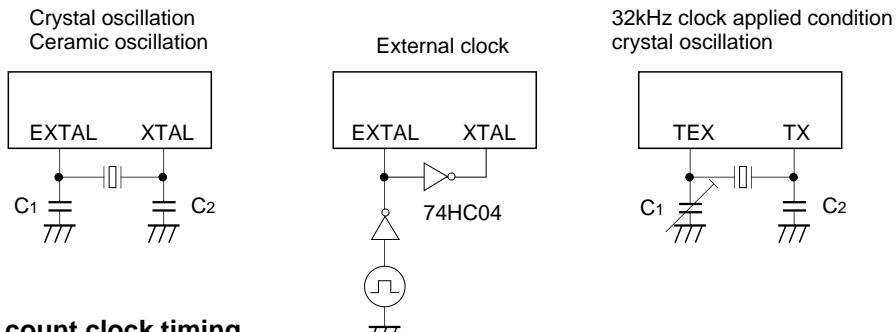 Crystal oscillation
Ceramic oscillation
EXTAL XTAL
C1 C2
External clock
EXTAL XTAL
74HC04
32kHz clock applied condition
crystal oscillation
TEX TX
C1 C2
count clock timing